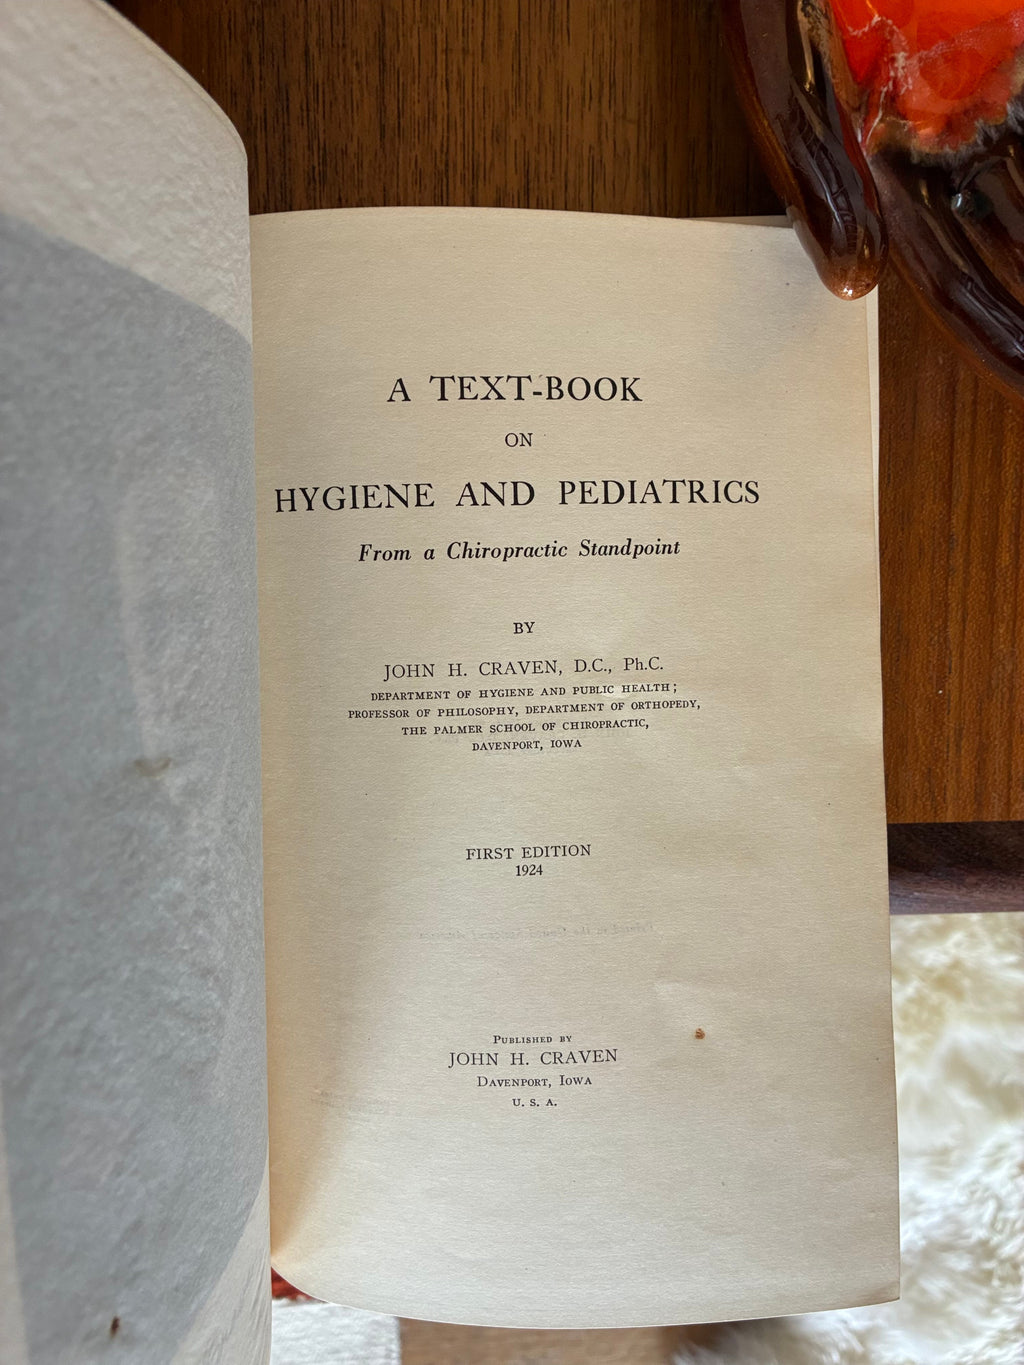 A TEXT-BOOK
ON
HYGIENE AND PEDIATRICS
From a Chiropractic Standpoint
BY
JOHN H. CRAVEN, D.C., Ph.C.
DEPARTMENT OF HYGIENE AND PUBLIC HEALTH;
PROFESSOR OF PHILOSOPHY, DEPARTMENT OF ORTHOPEDY,
THE PALMER SCHOOL OF CHIROPRACTIC,
DAVENPORT, IOWA
FIRST EDITION
1924
PUBLISHED BY
JOHN H. CRAVEN
DAVENPORT, IOWA
U. S. A.